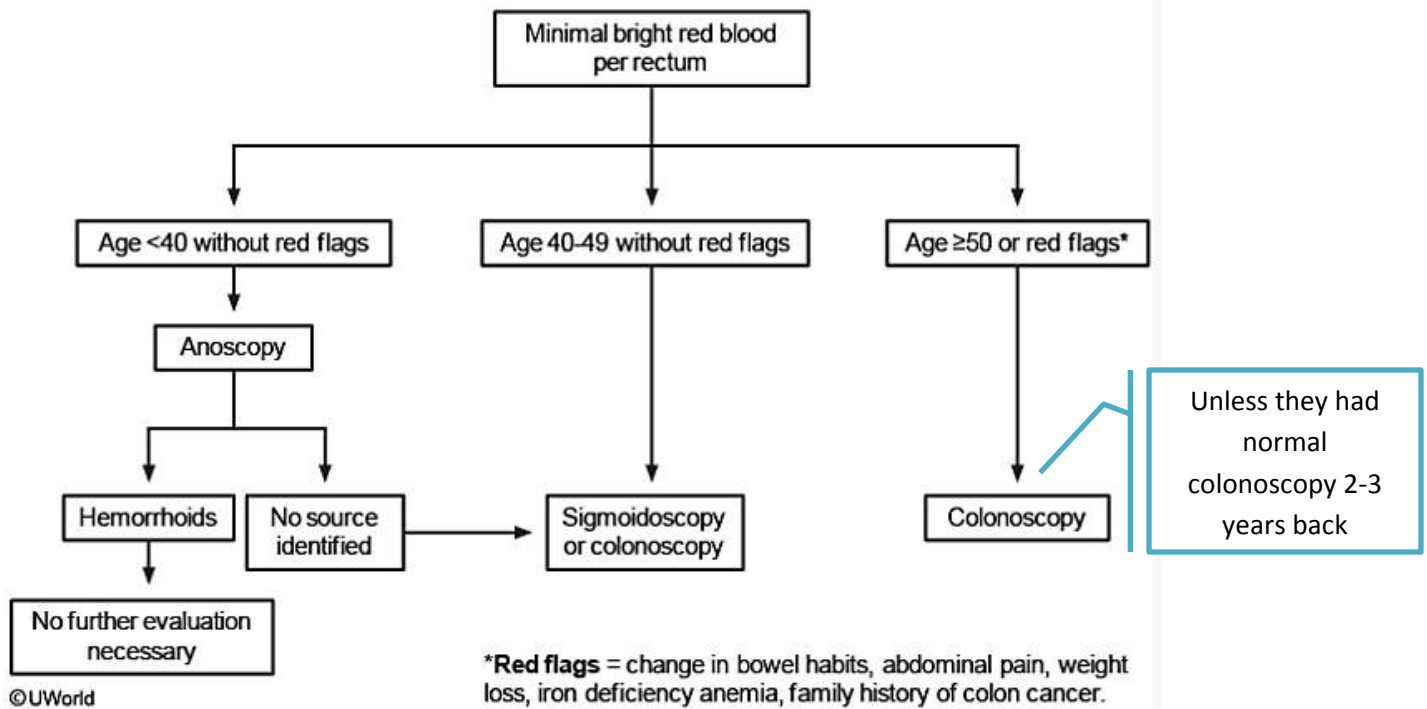 Minimal bright red blood
per rectum
Age <40 without red flags
Age 40-49 without red flags
Age ≥50 or red flags*
Anoscopy
Unless they had
normal
colonoscopy 2-3
years back
Hemorrhoids
No source
identified
Sigmoidoscopy
or colonoscopy
Colonoscopy
No further evaluation
necessary
*Red flags = change in bowel habits, abdominal pain, weight
loss, iron deficiency anemia, family history of colon cancer.
©UWorld